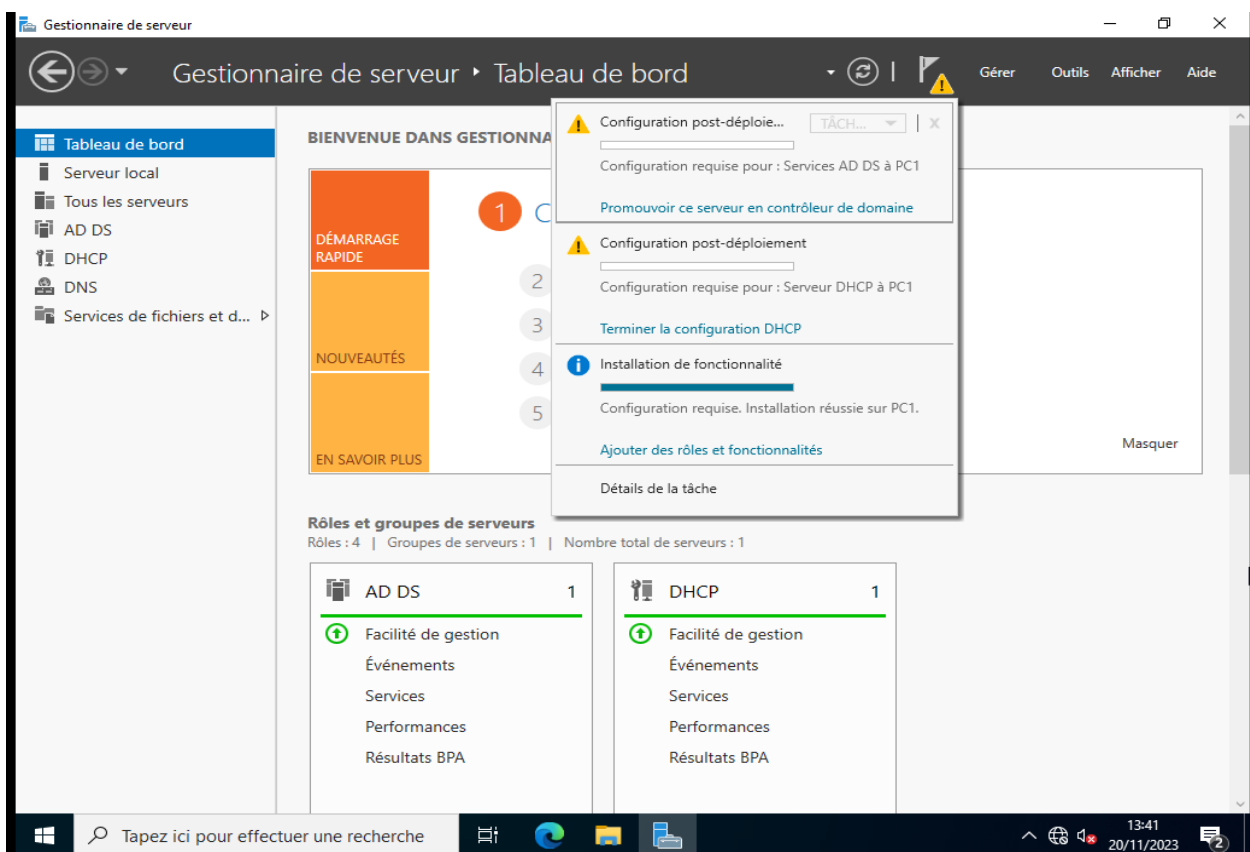 Gestionnaire de serveur
Gestionnaire de serveur
Tableau de bord
Gérer
Outils
Afficher
Aide
Tableau de bord
Serveur local
Tous les serveurs
AD DS
DHCP
DNS
Services de fichiers et d...
BIENVENUE DANS GESTIONNA
DÉMARRAGE
RAPIDE
NOUVEAUTÉS
EN SAVOIR PLUS
1
C
2
3
4
5
Configuration post-déploie...
TÂCH...
X
Configuration requise pour : Services AD DS à PC1
Promouvoir ce serveur en contrôleur de domaine
Configuration post-déploiement
Configuration requise pour : Serveur DHCP à PC1
Terminer la configuration DHCP
Installation de fonctionnalité
Configuration requise. Installation réussie sur PC1.
Ajouter des rôles et fonctionnalités
Détails de la tâche
Masquer
Rôles et groupes de serveurs
Rôles : 4 | Groupes de serveurs : 1 | Nombre total de serveurs : 1
AD DS 1
Facilité de gestion
Événements
Services
Performances
Résultats BPA
DHCP 1
Facilité de gestion
Événements
Services
Performances
Résultats BPA
Tapez ici pour effectuer une recherche
13:41
20/11/2023
2